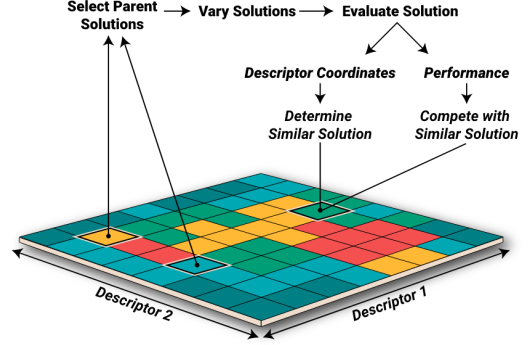 Select Parent
Solutions
Vary Solutions
Evaluate Solution
Descriptor Coordinates
Performance
Determine
Similar Solution
Compete with
Similar Solution
Descriptor 2
Descriptor 1